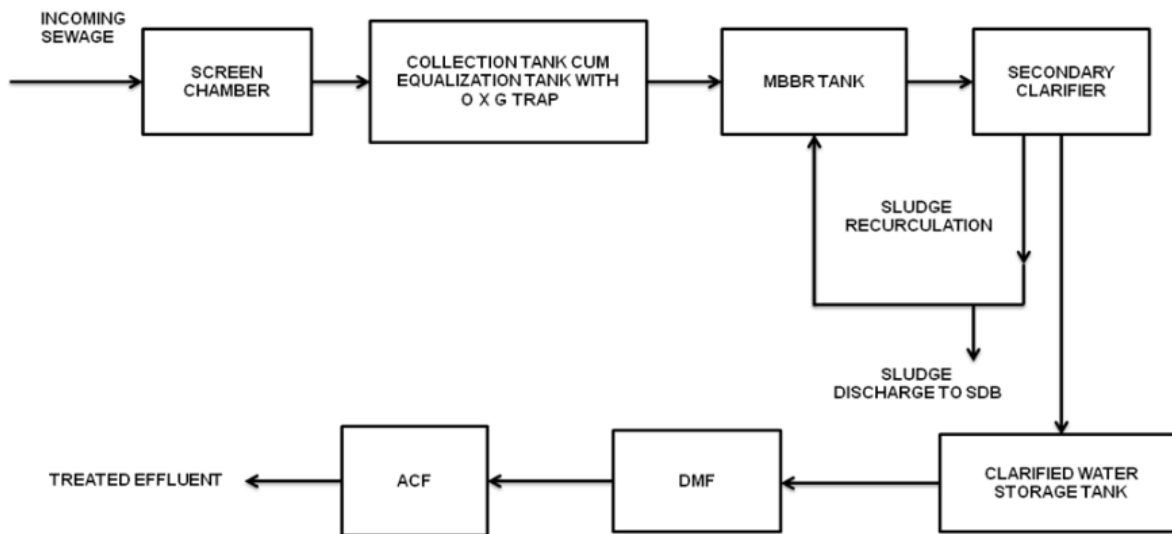 INCOMING
SEWAGE
SCREEN
CHAMBER
COLLECTION TANK CUM
EQUALIZATION TANK WITH
O X G TRAP
MBBR TANK
SECONDARY
CLARIFIER
SLUDGE
RECURCULATION
SLUDGE
DISCHARGE TO SDB
TREATED EFFLUENT
ACF
DMF
CLARIFIED WATER
STORAGE TANK